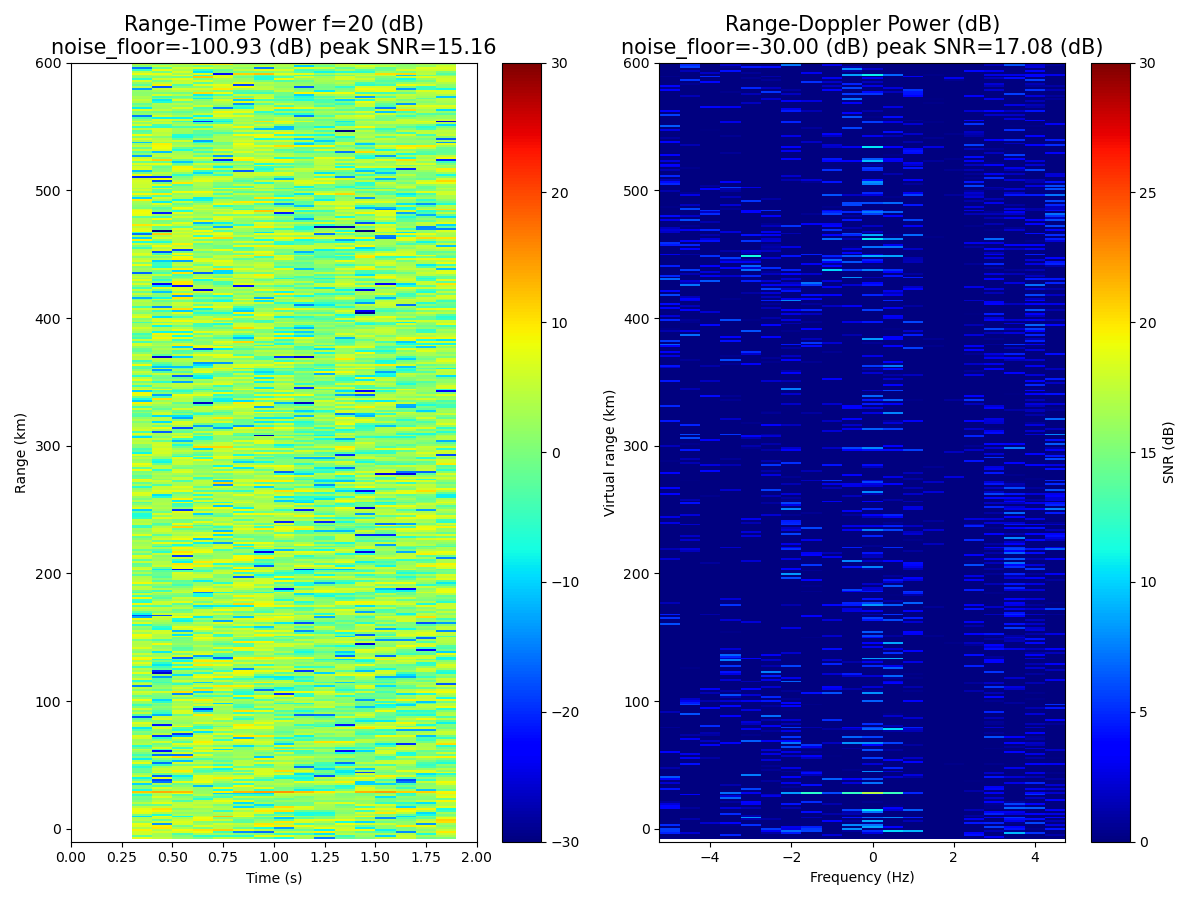 Range-Time Power f=20 (dB)
noise_floor=-100.93 (dB) peak SNR=15.16
Range-Doppler Power (dB)
noise_floor=-30.00 (dB) peak SNR=17.08 (dB)
600
500
400
300
200
100
0
Range (km)
0.00 0.25 0.50 0.75 1.00 1.25 1.50 1.75 2.00
Time (s)
30
20
10
0
−10
−20
−30
600
500
400
300
200
100
0
Virtual range (km)
−4 −2 0 2 4
Frequency (Hz)
30
25
20
15
10
5
0
SNR (dB)